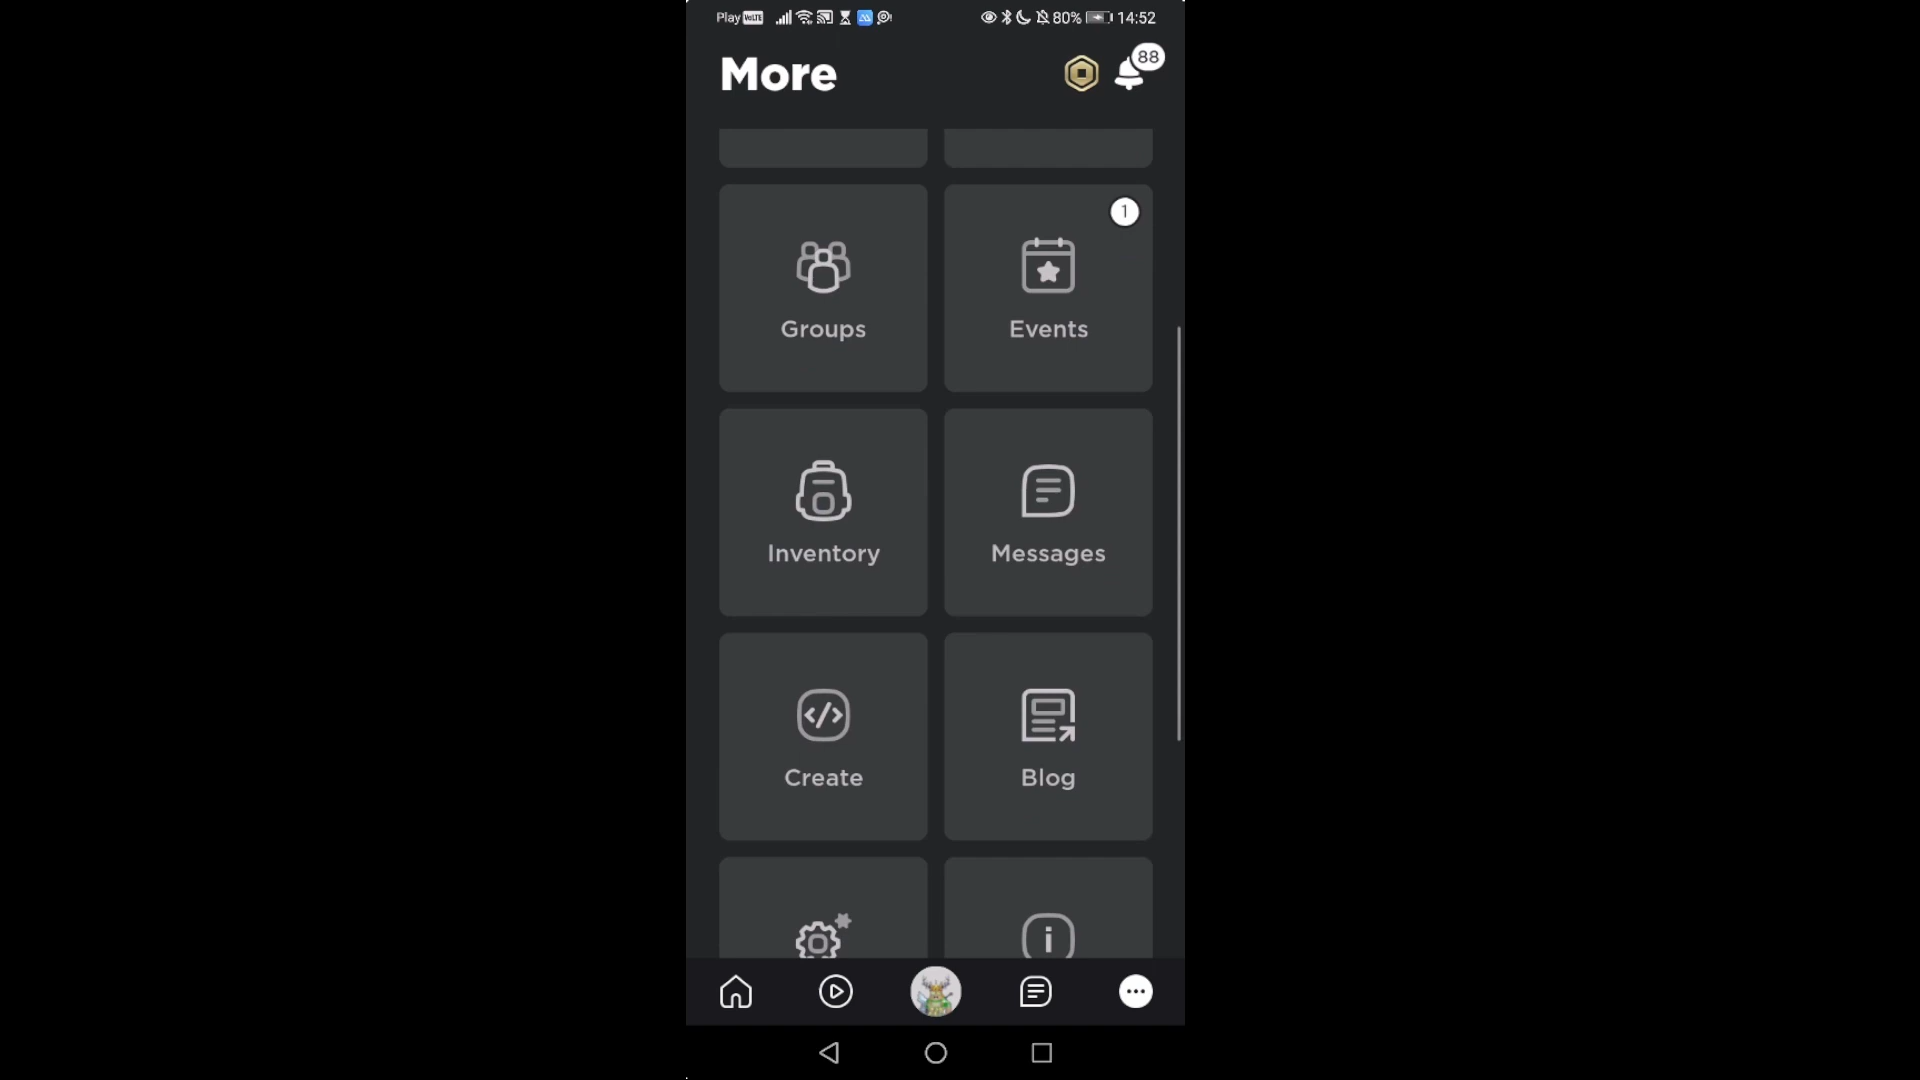 Play VoLTE 80% 14:52
More
88
1
Groups Events
Inventory Messages
Create Blog